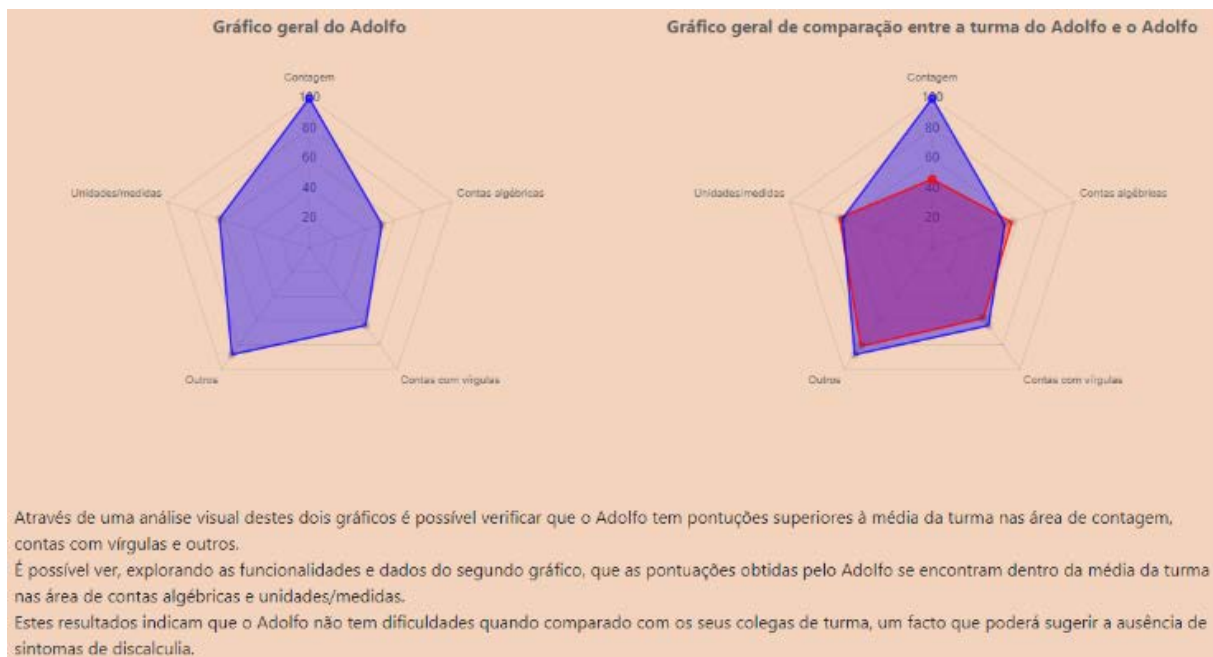 Gráfico geral do Adolfo
Contagem
100
80
60
40
20
Unidades/medidas
Contas algébricas
Outros
Contas com vírgulas
Gráfico geral de comparação entre a turma do Adolfo e o Adolfo
Contagem
100
80
60
40
20
Unidades/medidas
Contas algébricas
Outros
Contas com vírgulas
Através de uma análise visual destes dois gráficos é possível verificar que o Adolfo tem pontuções superiores à média da turma nas área de contagem,
contas com vírgulas e outros.
É possível ver, explorando as funcionalidades e dados do segundo gráfico, que as pontuações obtidas pelo Adolfo se encontram dentro da média da turma
nas área de contas algébricas e unidades/medidas.
Estes resultados indicam que o Adolfo não tem dificuldades quando comparado com os seus colegas de turma, um facto que poderá sugerir a ausência de
sintomas de discalculia.